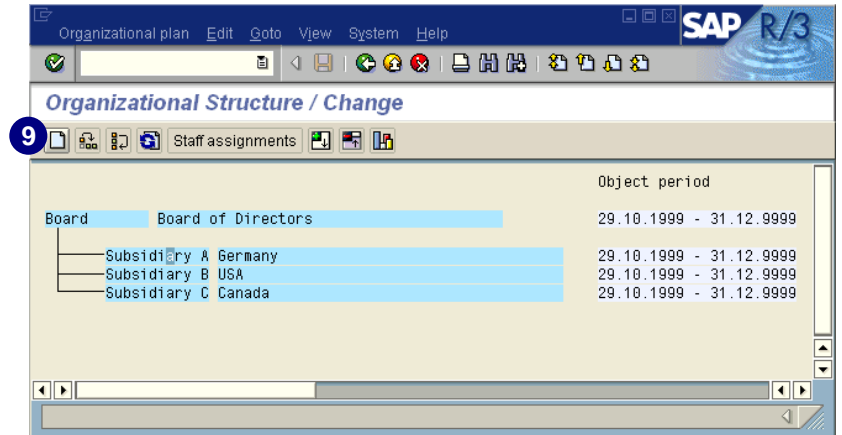 Organizational plan Edit Goto View System Help
SAP R/3
Organizational Structure / Change
9
Staff assignments
Object period
Board Board of Directors 29.10.1999 - 31.12.9999
Subsidiary A Germany 29.10.1999 - 31.12.9999
Subsidiary B USA 29.10.1999 - 31.12.9999
Subsidiary C Canada 29.10.1999 - 31.12.9999